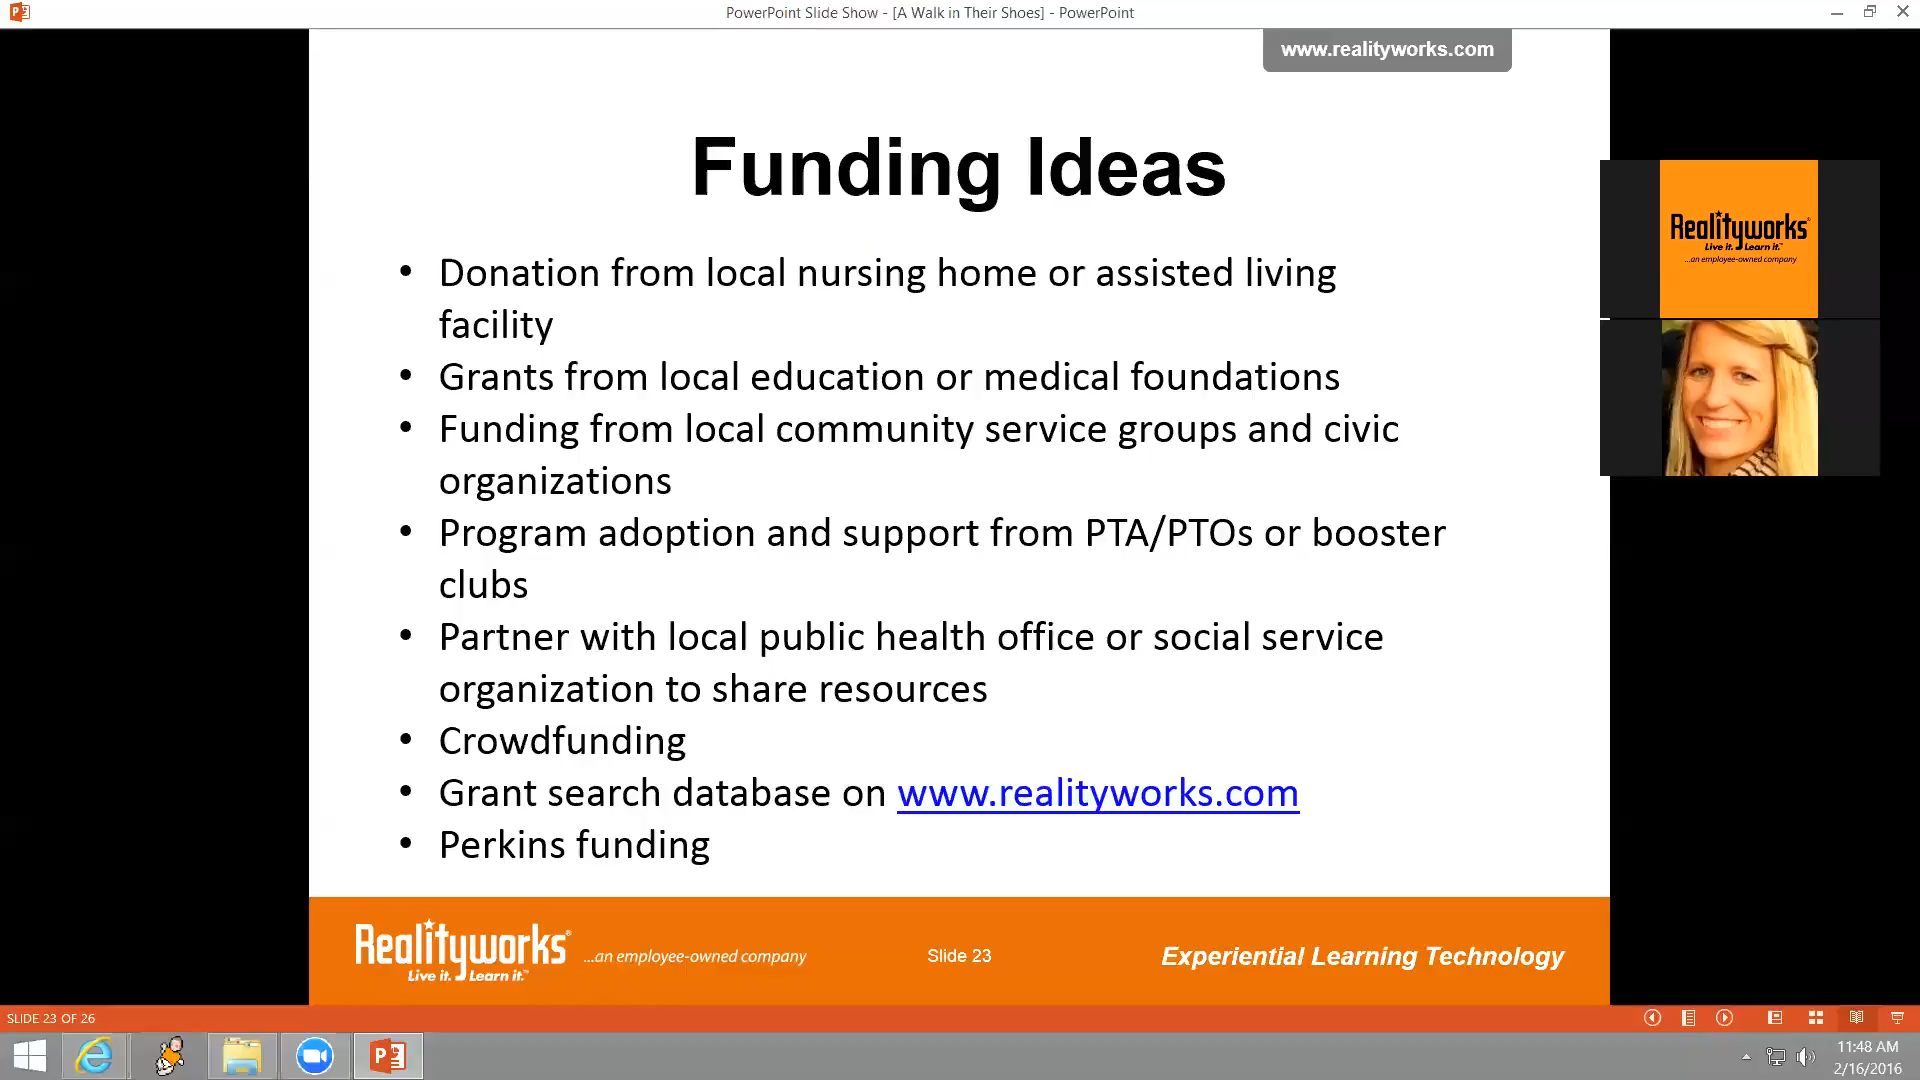 PowerPoint Slide Show - [A Walk in Their Shoes] - PowerPoint
www.realityworks.com
Funding Ideas
• Donation from local nursing home or assisted living
facility
• Grants from local education or medical foundations
• Funding from local community service groups and civic
organizations
• Program adoption and support from PTA/PTOs or booster
clubs
• Partner with local public health office or social service
organization to share resources
• Crowdfunding
• Grant search database on www.realityworks.com
• Perkins funding
Realityworks®
Live it. Learn it.™
...an employee-owned company
Realityworks®
Live it. Learn it.™
...an employee-owned company
Slide 23
Experiential Learning Technology
SLIDE 23 OF 26
11:48 AM
2/16/2016